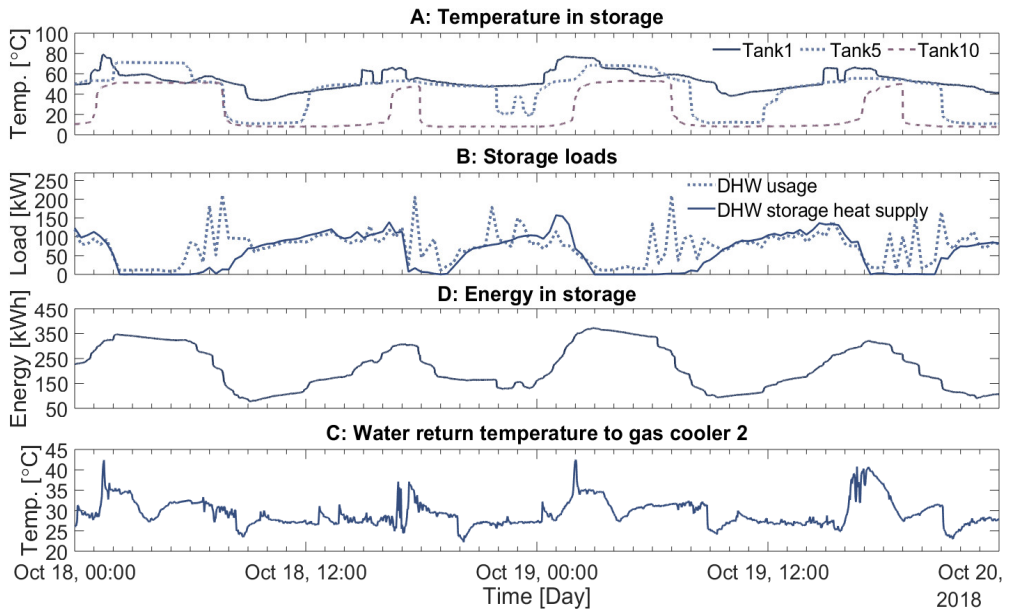 A: Temperature in storage
Temp. [°C]
100
80
60
40
20
0
Tank1 Tank5 Tank10
B: Storage loads
Load [kW]
250
200
150
100
50
0
DHW usage
DHW storage heat supply
D: Energy in storage
Energy [kWh]
450
350
250
150
50
C: Water return temperature to gas cooler 2
Temp. [°C]
45
40
35
30
25
20
Oct 18, 00:00 Oct 18, 12:00 Oct 19, 00:00 Oct 19, 12:00 Oct 20,
2018
Time [Day]